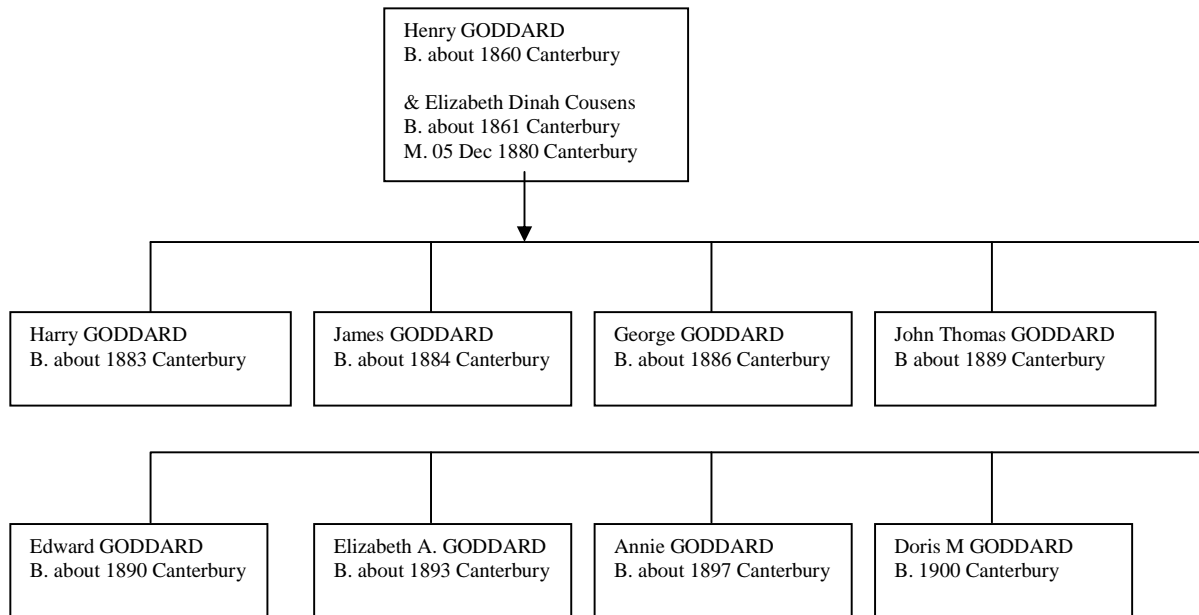 Henry GODDARD
B. about 1860 Canterbury
& Elizabeth Dinah Cousens
B. about 1861 Canterbury
M. 05 Dec 1880 Canterbury
Harry GODDARD
B. about 1883 Canterbury
James GODDARD
B. about 1884 Canterbury
George GODDARD
B. about 1886 Canterbury
John Thomas GODDARD
B about 1889 Canterbury
Edward GODDARD
B. about 1890 Canterbury
Elizabeth A. GODDARD
B. about 1893 Canterbury
Annie GODDARD
B. about 1897 Canterbury
Doris M GODDARD
B. 1900 Canterbury